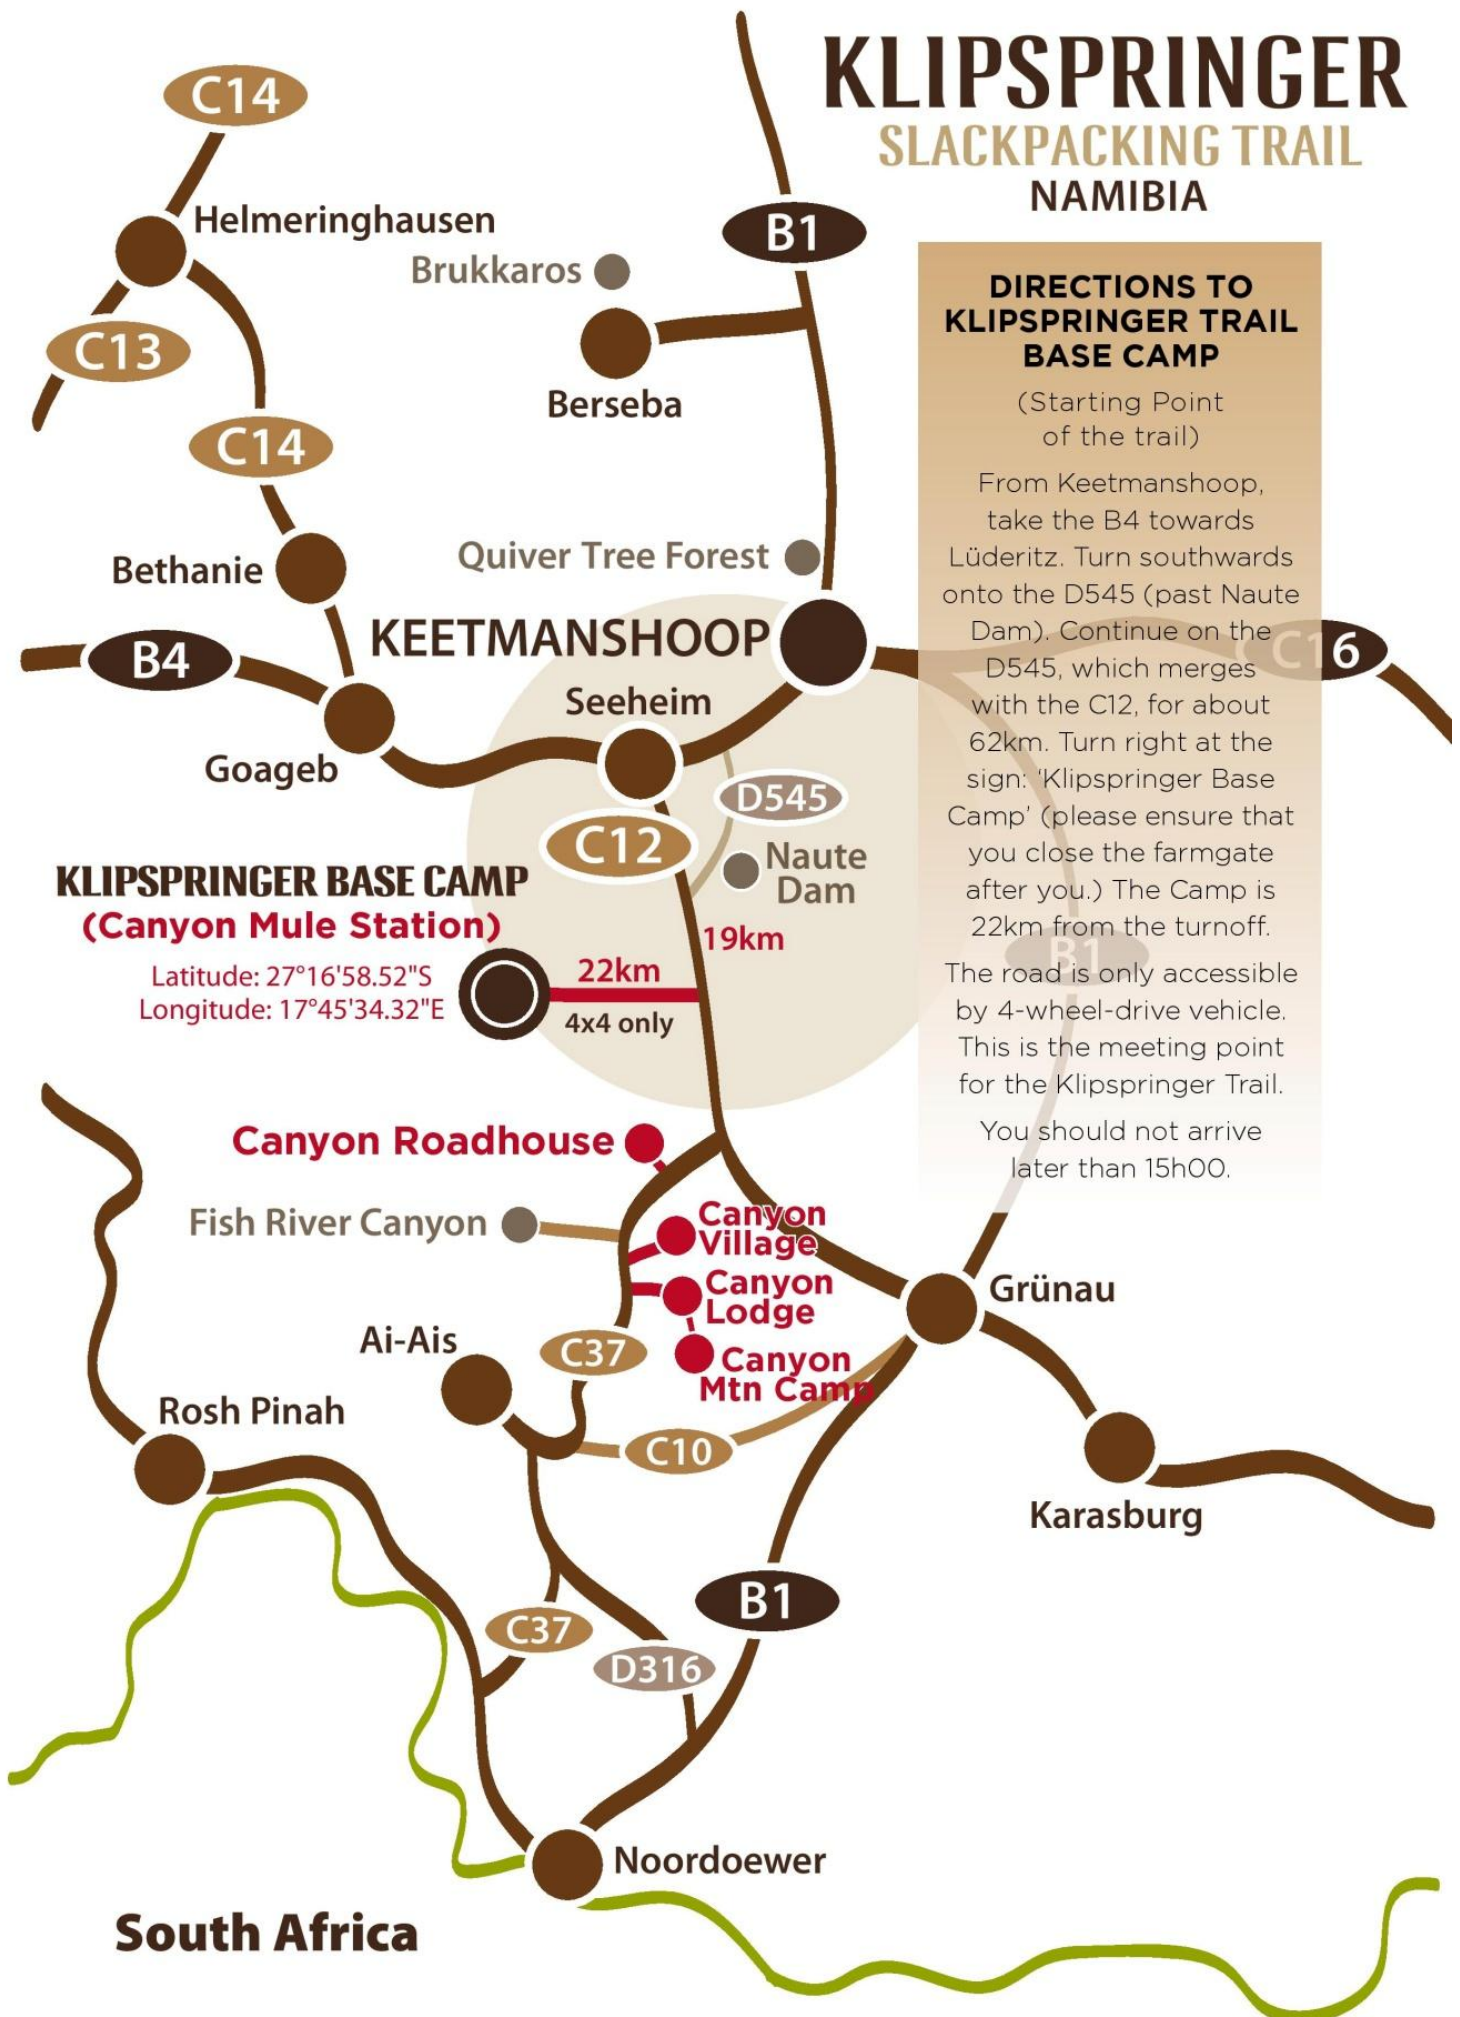 KLIPSPRINGER
SLACKPACKING TRAIL
NAMIBIA
C14
Helmeringhausen
Brukkaros
B1
C13
Berseba
C14
Bethanie
Quiver Tree Forest
KEETMANSHOOP
B4
C16
Seeheim
Goageb
D545
C12
Naute
Dam
KLIPSPRINGER BASE CAMP
(Canyon Mule Station)
Latitude: 27°16'58.52"S
Longitude: 17°45'34.32"E
19km
22km
4x4 only
DIRECTIONS TO
KLIPSPRINGER TRAIL
BASE CAMP
(Starting Point
of the trail)
From Keetmanshoop,
take the B4 towards
Lüderitz. Turn southwards
onto the D545 (past Naute
Dam). Continue on the
D545, which merges
with the C12, for about
62km. Turn right at the
sign: 'Klipspringer Base
Camp' (please ensure that
you close the farmgate
after you.) The Camp is
22km from the turnoff.
The road is only accessible
by 4-wheel-drive vehicle.
This is the meeting point
for the Klipspringer Trail.
You should not arrive
later than 15h00.
B1
Canyon Roadhouse
Fish River Canyon
Canyon
Village
Canyon
Lodge
Canyon
Mtn Camp
Grünau
Ai-Ais
C37
Rosh Pinah
C10
Karasburg
B1
C37
D316
Noordoewer
South Africa